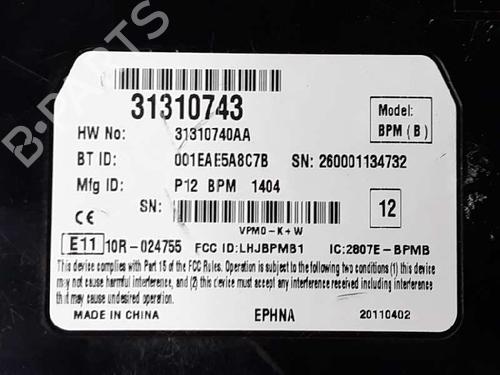 31310743
Model:
BPM (B)
HW No: 31310740AA
BT ID: 001EAE5A8C7B SN: 260001134732
Mfg ID: P12 BPM 1404
SN:
12
VPM0-K+W
CE
E11 10R-024755 FCC ID:LHJBPMB1 IC:2807E-BPMB
This device complies with Part 15 of the FCC Rules. Operation is subject to the following two conditions (1) this device
may not cause harmful interference, and (2) this device must accept any interference received including interference
that it may cause undesired operation.
MADE IN CHINA EPHNA 20110402
B-PARTS